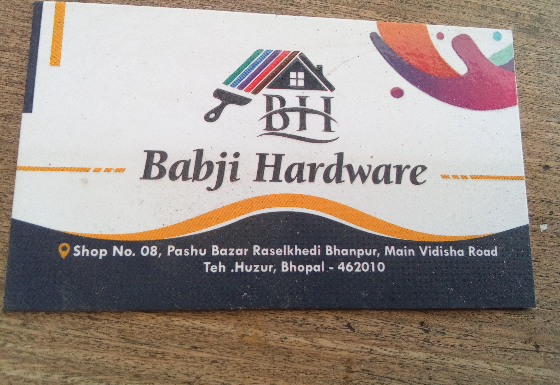 BH
Babji Hardware
Shop No. 08, Pashu Bazar Raselkhedi Bhanpur, Main Vidisha Road
Teh .Huzur, Bhopal - 462010